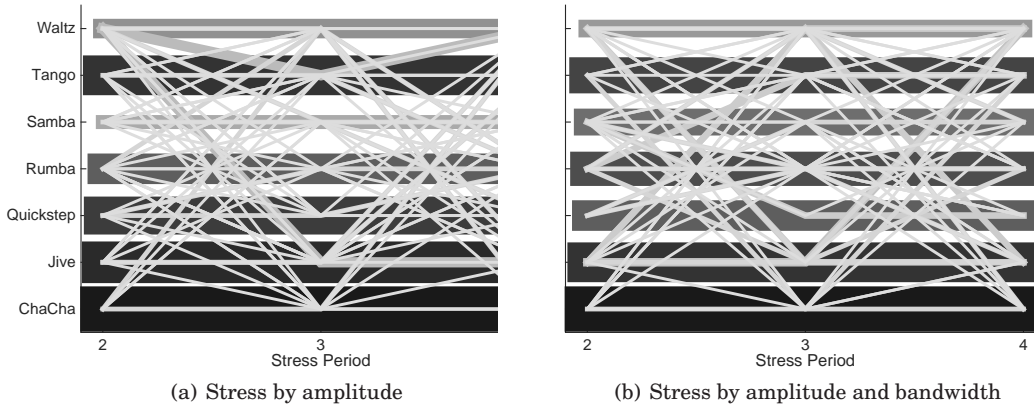 Waltz
Tango
Samba
Rumba
Quickstep
Jive
ChaCha
2 3
Stress Period
(a) Stress by amplitude
2 3 4
Stress Period
(b) Stress by amplitude and bandwidth